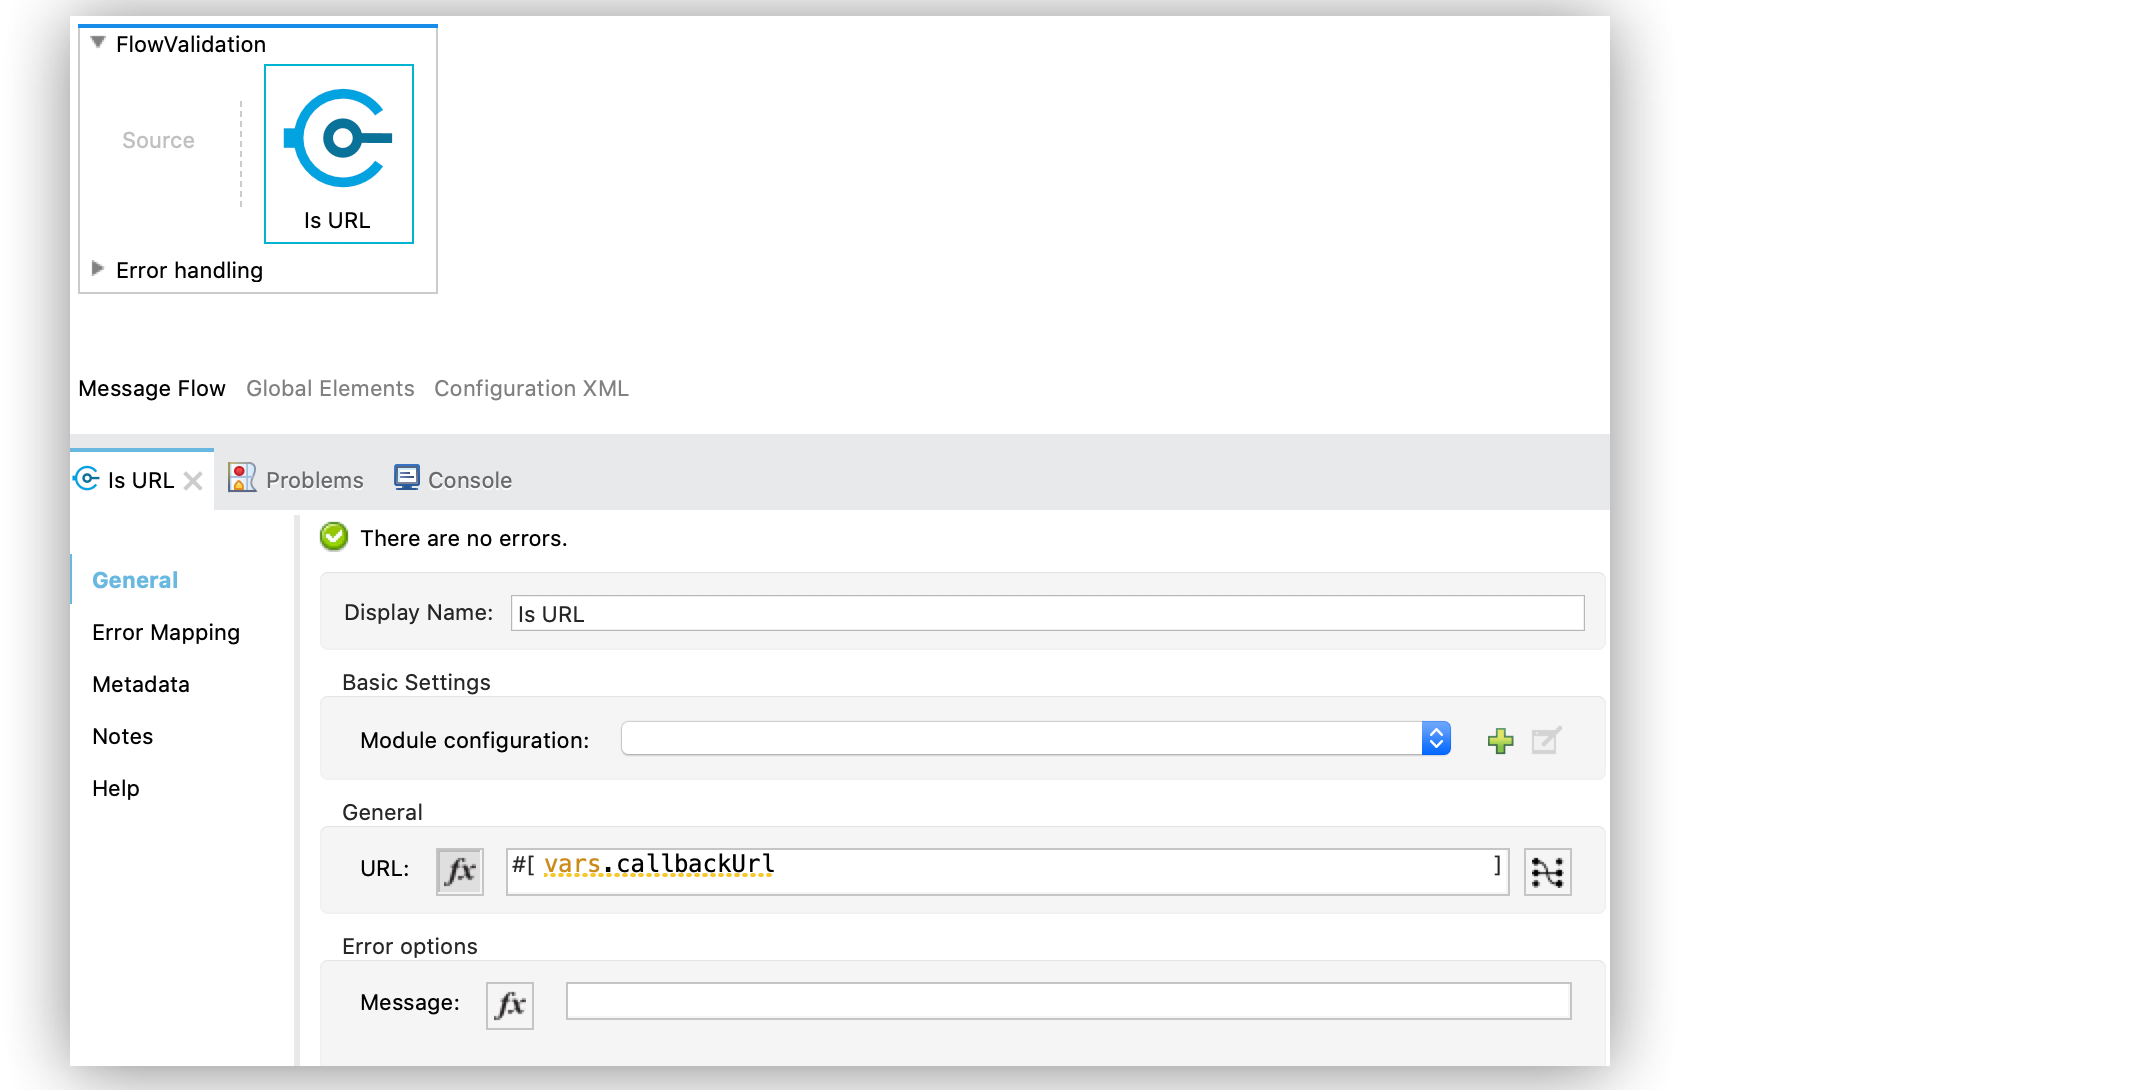 FlowValidation
Source
Is URL
Error handling
Message Flow Global Elements Configuration XML
Is URL Problems Console
There are no errors.
General
Error Mapping
Metadata
Notes
Help
Display Name: Is URL
Basic Settings
Module configuration:
General
URL: fx #[ vars.callbackUrl ]
Error options
Message: fx